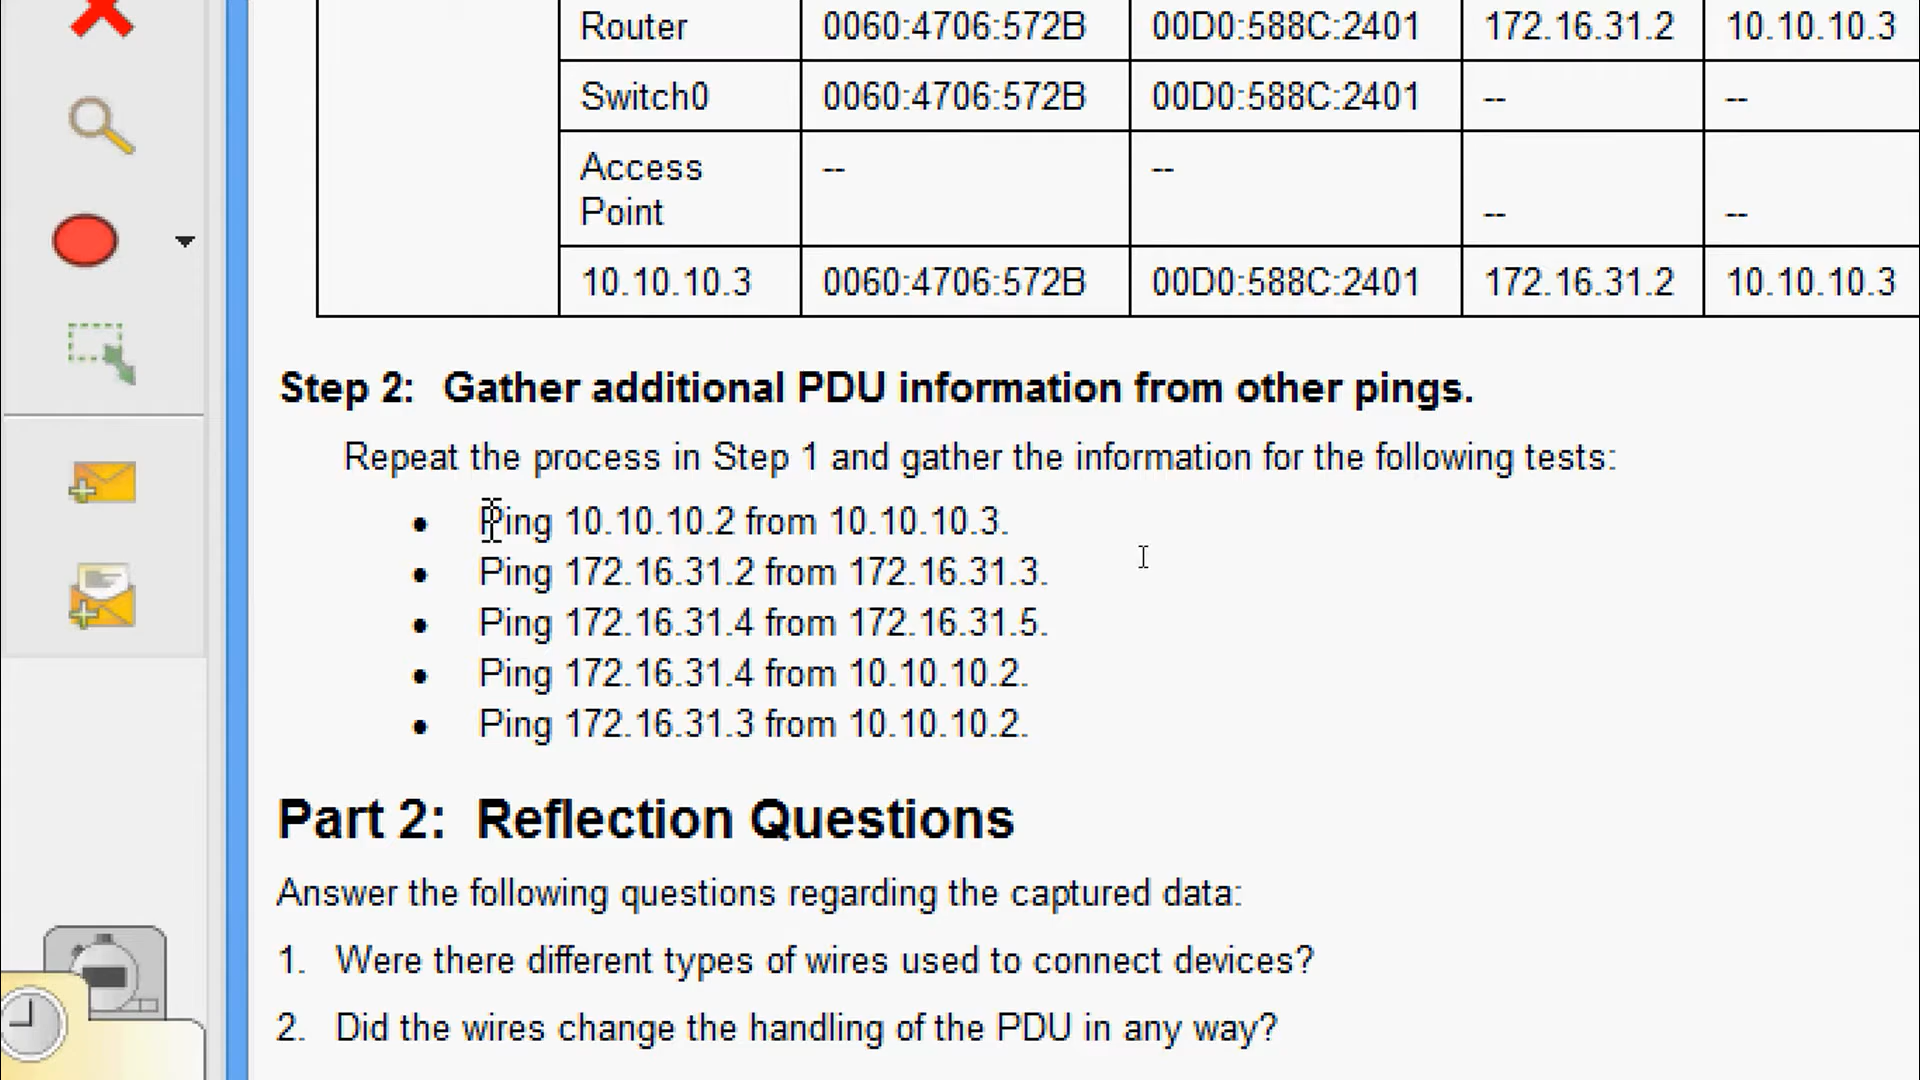 Router 0060:4706:572B 00D0:588C:2401 172.16.31.2 10.10.10.3
Switch0 0060:4706:572B 00D0:588C:2401 -- --
Access Point -- -- -- --
10.10.10.3 0060:4706:572B 00D0:588C:2401 172.16.31.2 10.10.10.3
Step 2: Gather additional PDU information from other pings.
Repeat the process in Step 1 and gather the information for the following tests:
• Ping 10.10.10.2 from 10.10.10.3.
• Ping 172.16.31.2 from 172.16.31.3.
• Ping 172.16.31.4 from 172.16.31.5.
• Ping 172.16.31.4 from 10.10.10.2.
• Ping 172.16.31.3 from 10.10.10.2.
Part 2: Reflection Questions
Answer the following questions regarding the captured data:
1. Were there different types of wires used to connect devices?
2. Did the wires change the handling of the PDU in any way?